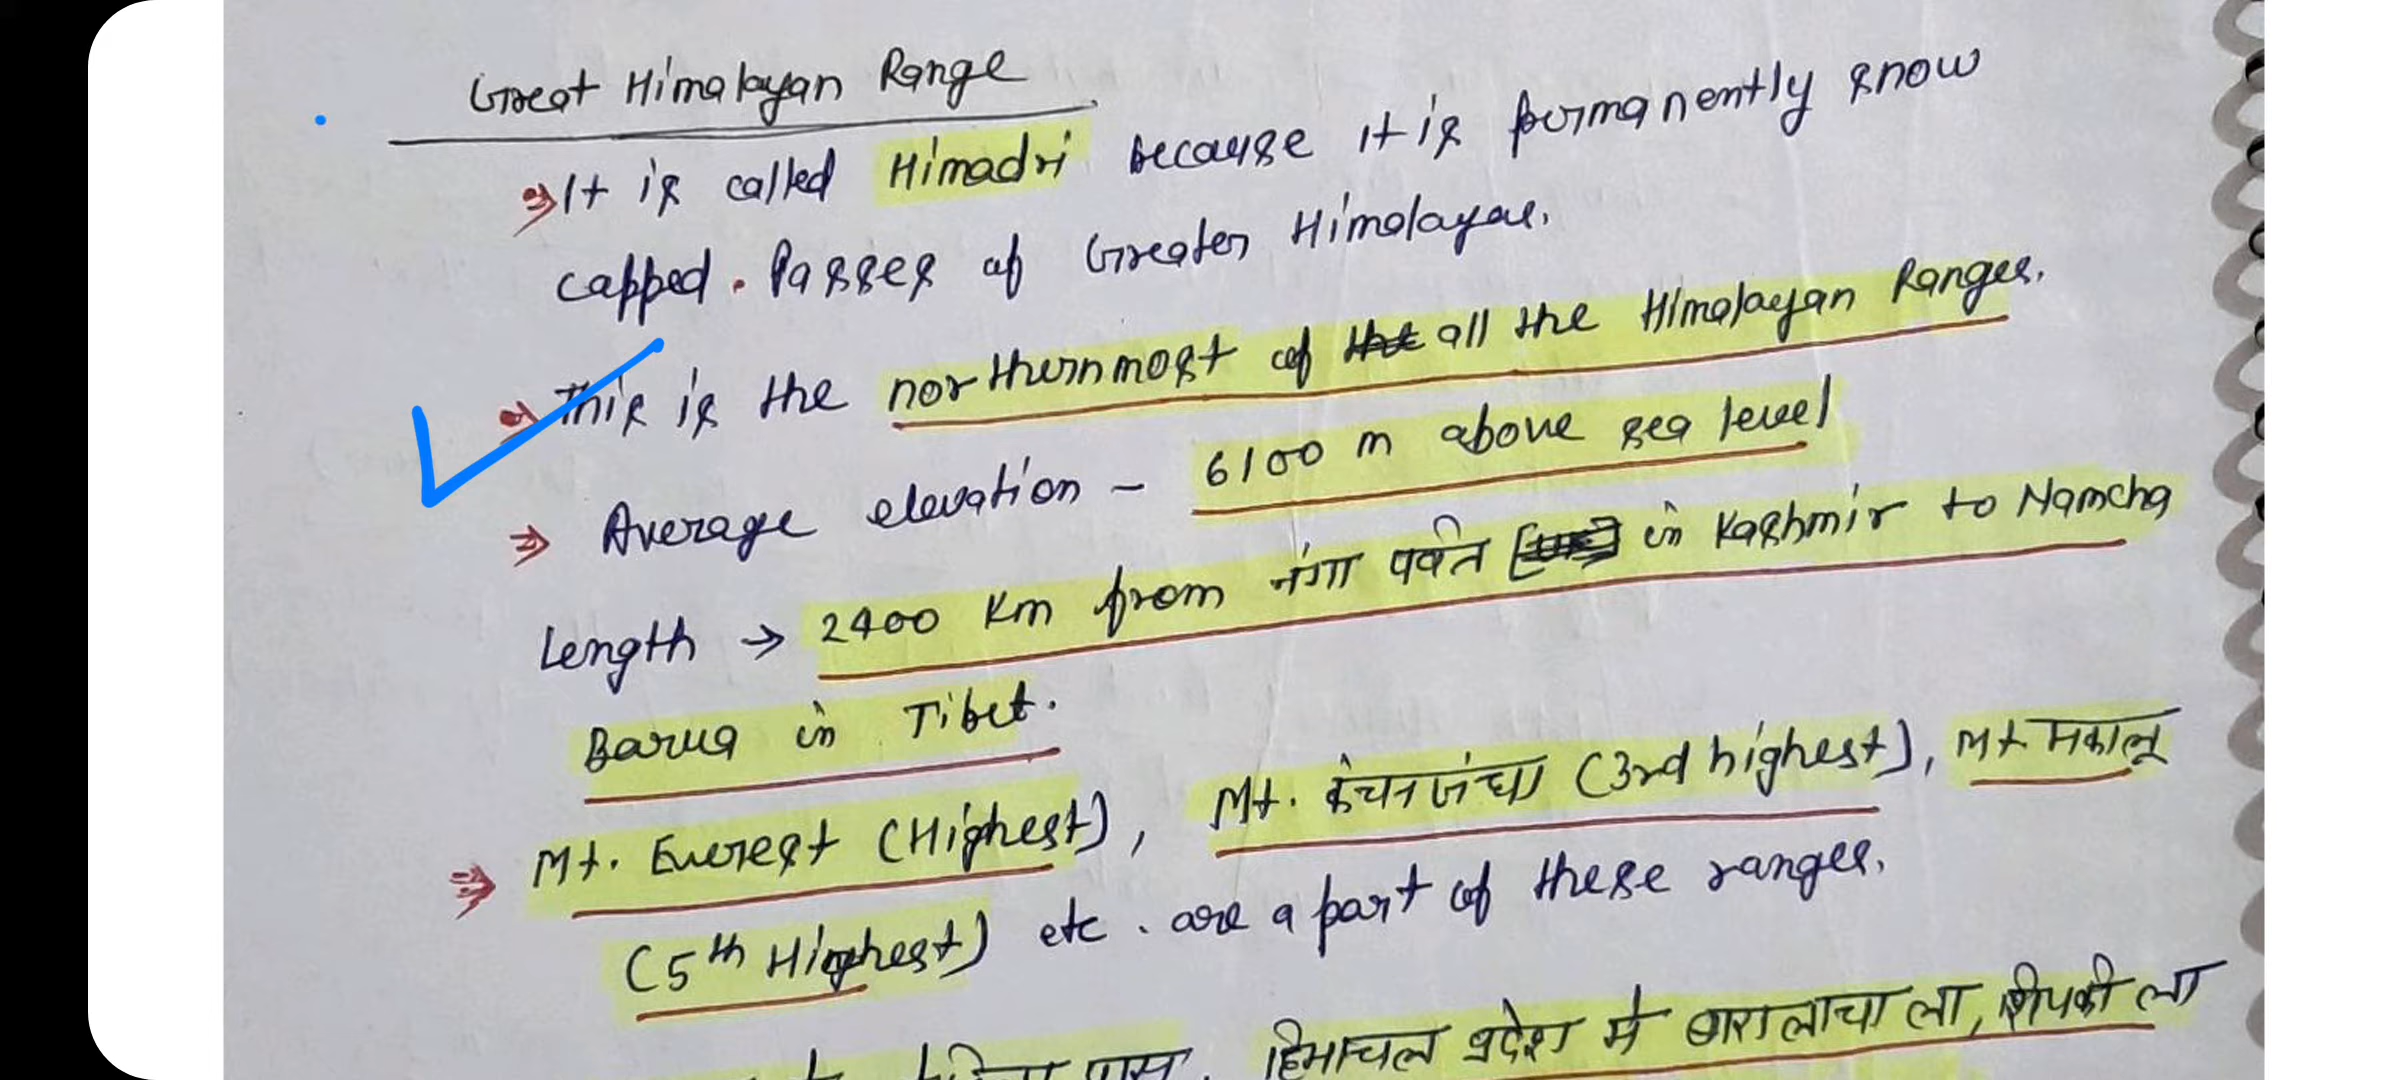 Great Himalayan Range
⇒ It is called Himadri because it is permanently snow
capped. Passes of Greater Himalayas.
⇒ This is the northernmost of all the Himalayan Ranges.
⇒ Average elevation - 6100 m above sea level
Length → 2400 Km from नंगा पर्वत in Kashmir to Namcha
Barua in Tibet.
⇒ Mt. Everest (Highest), Mt. केचनजंघा (3rd highest), Mt मकालू
(5th Highest) etc. are a part of these ranges.
पास, हिमाचल प्रदेश मे बारालाचा ला, शिपकी ला